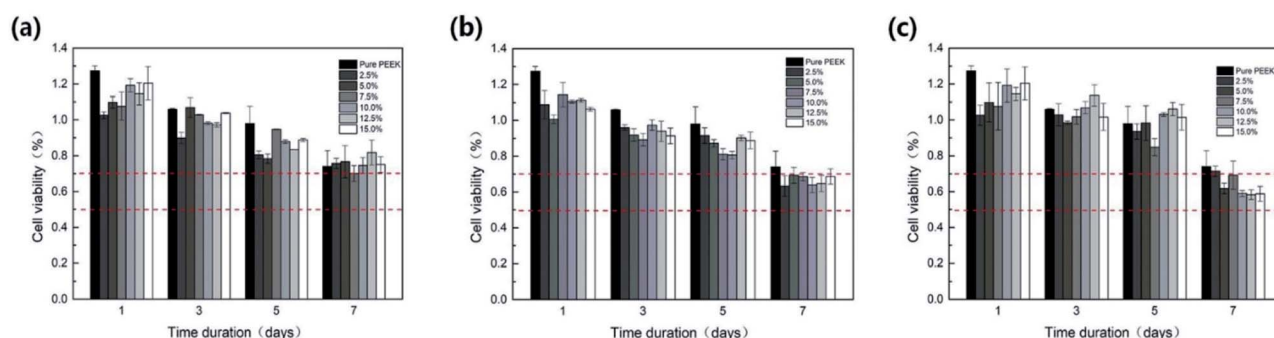 (a)
1.4
1.2
1.0
0.8
0.6
0.4
0.2
0.0
Cell viability（%）
Pure PEEK
2.5%
5.0%
7.5%
10.0%
12.5%
15.0%
1 3 5 7
Time duration（days）
(b)
1.4
1.2
1.0
0.8
0.6
0.4
0.2
0.0
Cell viability（%）
Pure PEEK
2.5%
5.0%
7.5%
10.0%
12.5%
15.0%
1 3 5 7
Time duration（days）
(c)
1.4
1.2
1.0
0.8
0.6
0.4
0.2
0.0
Cell viability（%）
Pure PEEK
2.5%
5.0%
7.5%
10.0%
12.5%
15.0%
1 3 5 7
Time duration（days）